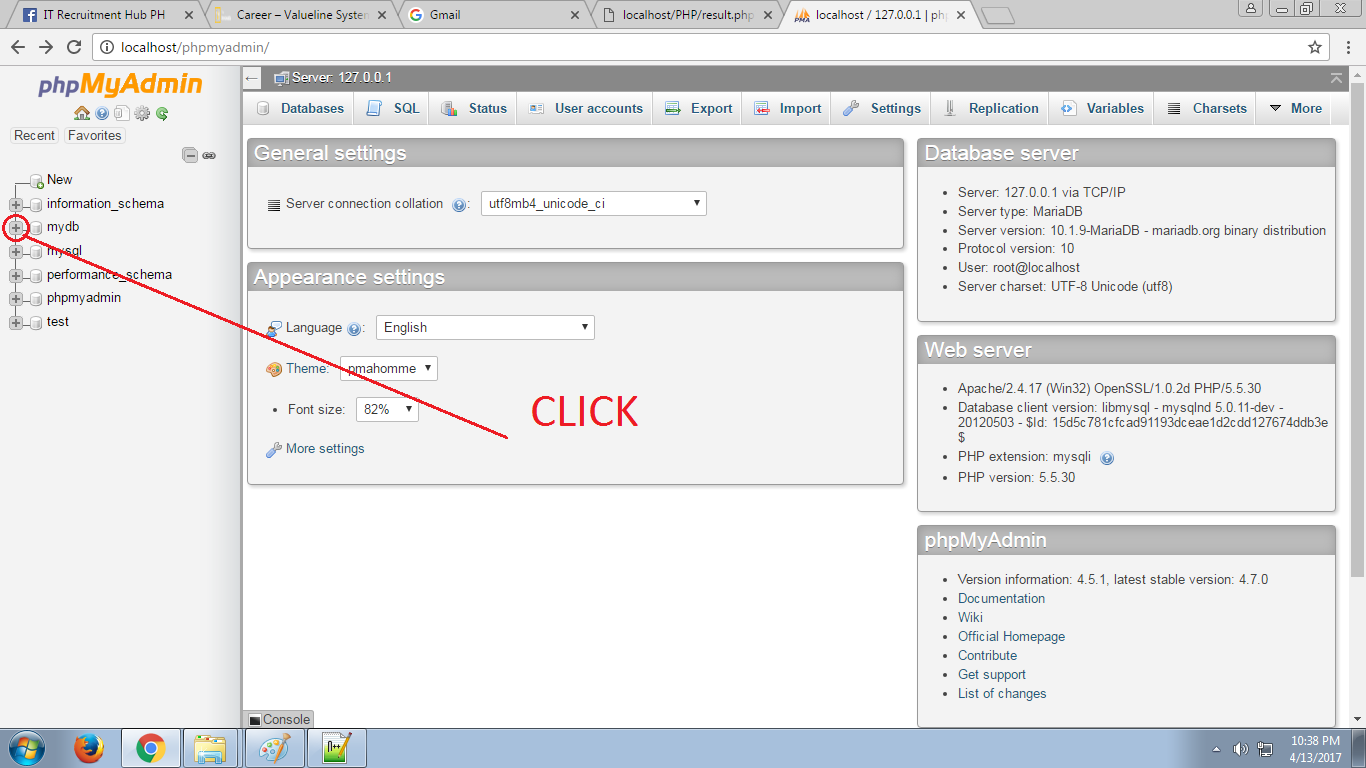 IT Recruitment Hub PH
Career – Valueline Systen
Gmail
localhost/PHP/result.php
localhost / 127.0.0.1 | ph
localhost/phpmyadmin/
phpMyAdmin
Recent Favorites
New
information_schema
mydb
mysql
performance_schema
phpmyadmin
test
Server: 127.0.0.1
Databases SQL Status User accounts Export Import Settings Replication Variables Charsets More
General settings
Server connection collation : utf8mb4_unicode_ci
Appearance settings
Language : English
Theme: pmahomme
Font size: 82%
More settings
CLICK
Database server
Server: 127.0.0.1 via TCP/IP
Server type: MariaDB
Server version: 10.1.9-MariaDB - mariadb.org binary distribution
Protocol version: 10
User: root@localhost
Server charset: UTF-8 Unicode (utf8)
Web server
Apache/2.4.17 (Win32) OpenSSL/1.0.2d PHP/5.5.30
Database client version: libmysql - mysqlnd 5.0.11-dev -
20120503 - $Id: 15d5c781cfcad91193dceae1d2cdd127674ddb3e
$
PHP extension: mysqli
PHP version: 5.5.30
phpMyAdmin
Version information: 4.5.1, latest stable version: 4.7.0
Documentation
Wiki
Official Homepage
Contribute
Get support
List of changes
Console
10:38 PM
4/13/2017